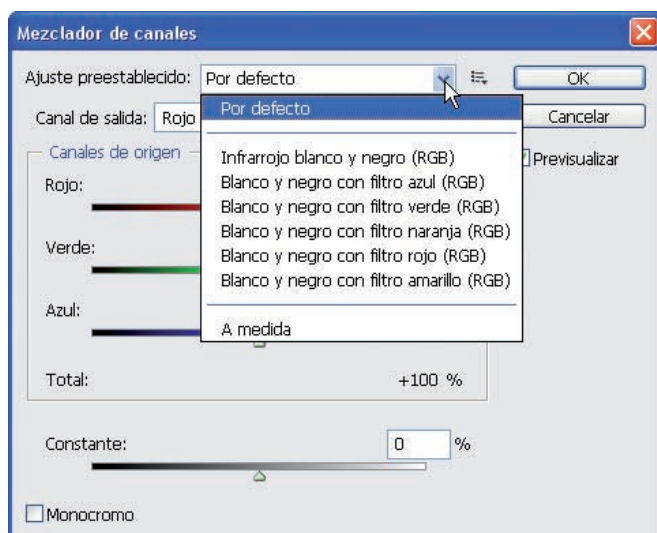 Mezclador de canales
Ajuste preestablecido: Por defecto OK
Canal de salida: Rojo Por defecto Cancelar
Canales de origen Previsualizar
Infrarrojo blanco y negro (RGB)
Rojo: Blanco y negro con filtro azul (RGB)
Blanco y negro con filtro verde (RGB)
Verde: Blanco y negro con filtro naranja (RGB)
Blanco y negro con filtro rojo (RGB)
Blanco y negro con filtro amarillo (RGB)
Azul:
A medida
Total: +100 %
Constante: 0 %
Monocromo